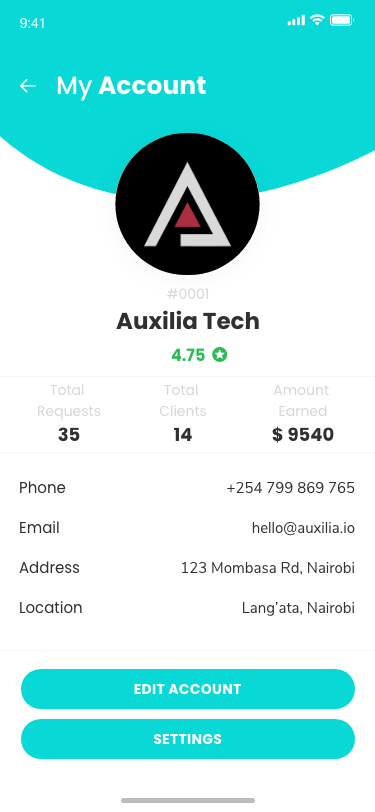 9:41
My Account
#0001
Auxilia Tech
4.75
Total Requests
35
Total Clients
14
Amount Earned
$ 9540
Phone +254 799 869 765
Email hello@auxilia.io
Address 123 Mombasa Rd, Nairobi
Location Lang'ata, Nairobi
EDIT ACCOUNT
SETTINGS